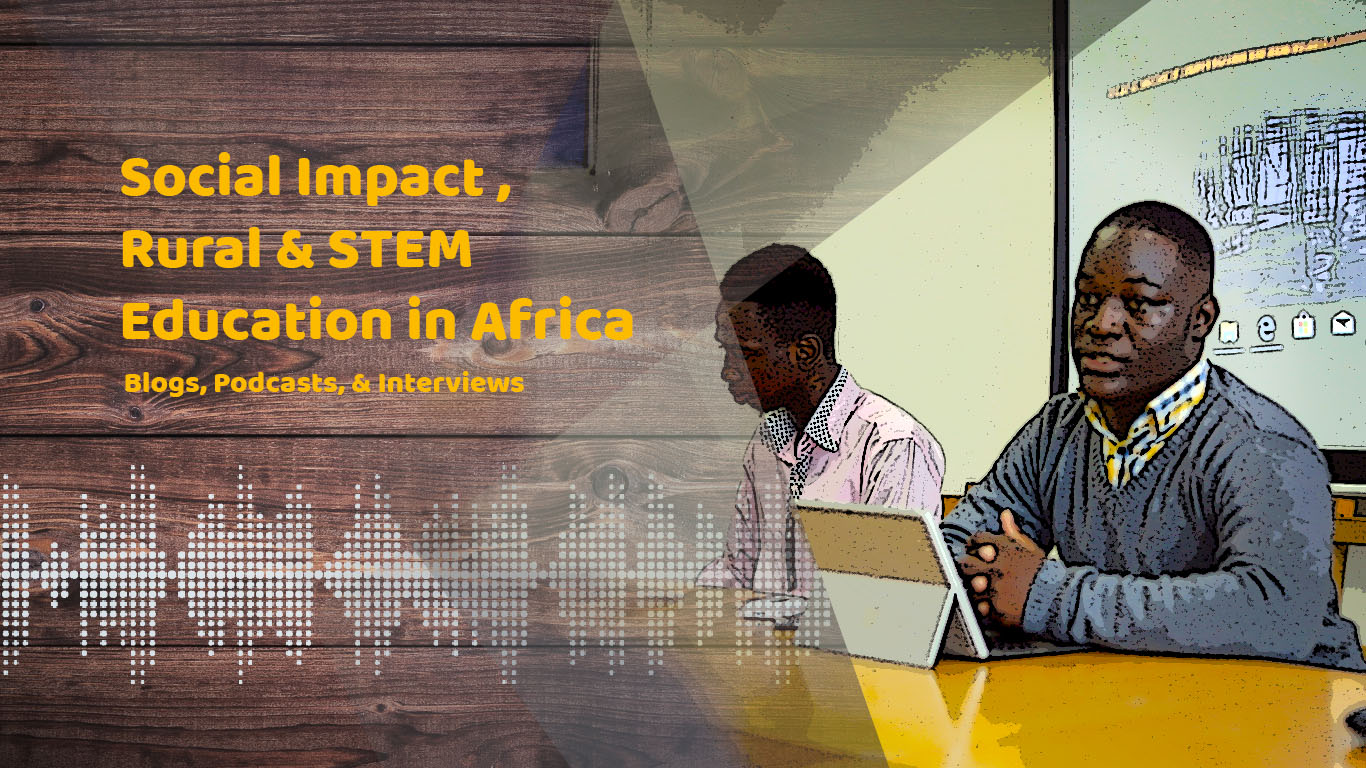 Social Impact ,
Rural & STEM
Education in Africa
Blogs, Podcasts, & Interviews